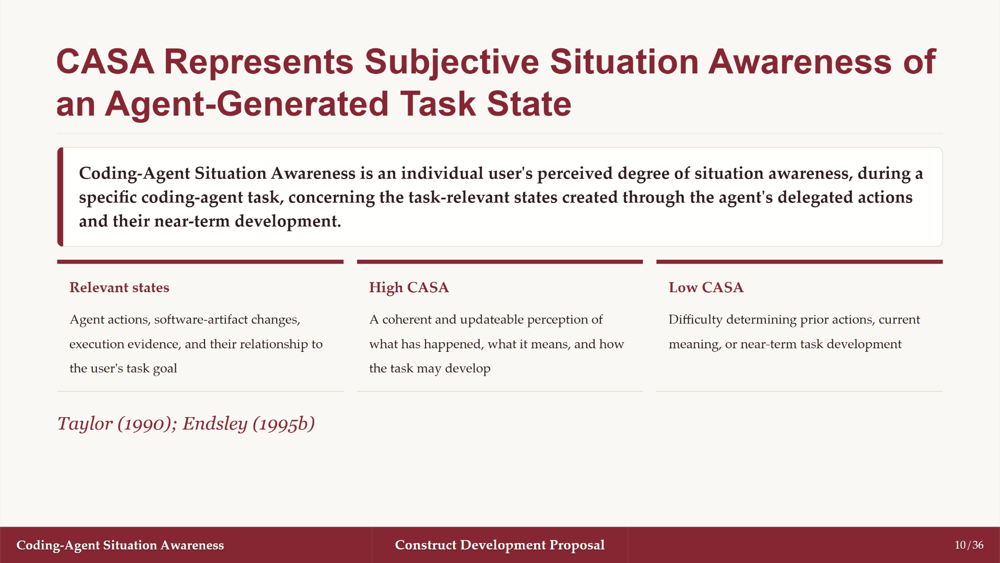 CASA Represents Subjective Situation Awareness of
an Agent-Generated Task State
Coding-Agent Situation Awareness is an individual user's perceived degree of situation awareness, during a
specific coding-agent task, concerning the task-relevant states created through the agent's delegated actions
and their near-term development.
Relevant states
Agent actions, software-artifact changes,
execution evidence, and their relationship to
the user's task goal
High CASA
A coherent and updateable perception of
what has happened, what it means, and how
the task may develop
Low CASA
Difficulty determining prior actions, current
meaning, or near-term task development
Taylor (1990); Endsley (1995b)
Coding-Agent Situation Awareness
Construct Development Proposal
10/36